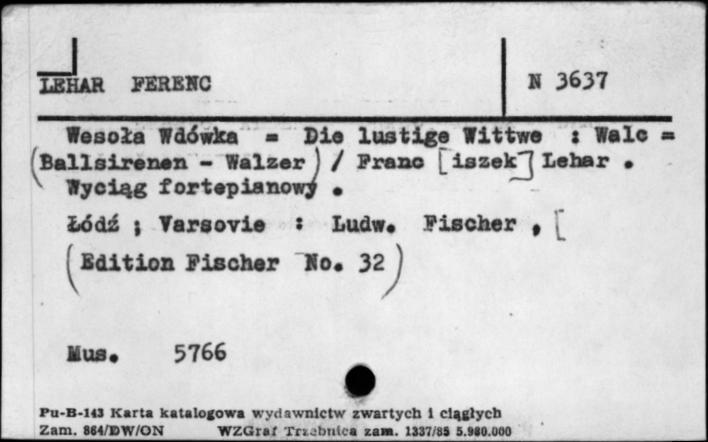 LEHAR FERENC N 3637
Wesoła Wdówka = Die lustige Wittwe : Walc =
(Ballsirenen - Walzer) / Franc [iszek] Lehar .
Wyciąg fortepianowy .
Łódź ; Varsovie : Ludw. Fischer , [
(Edition Fischer No. 32)
Mus. 5766
Pu-B-143 Karta katalogowa wydawnictw zwartych i ciągłych
Zam. 864/DW/ON WZGraf Trzebnica zam. 1337/85 5.980.000